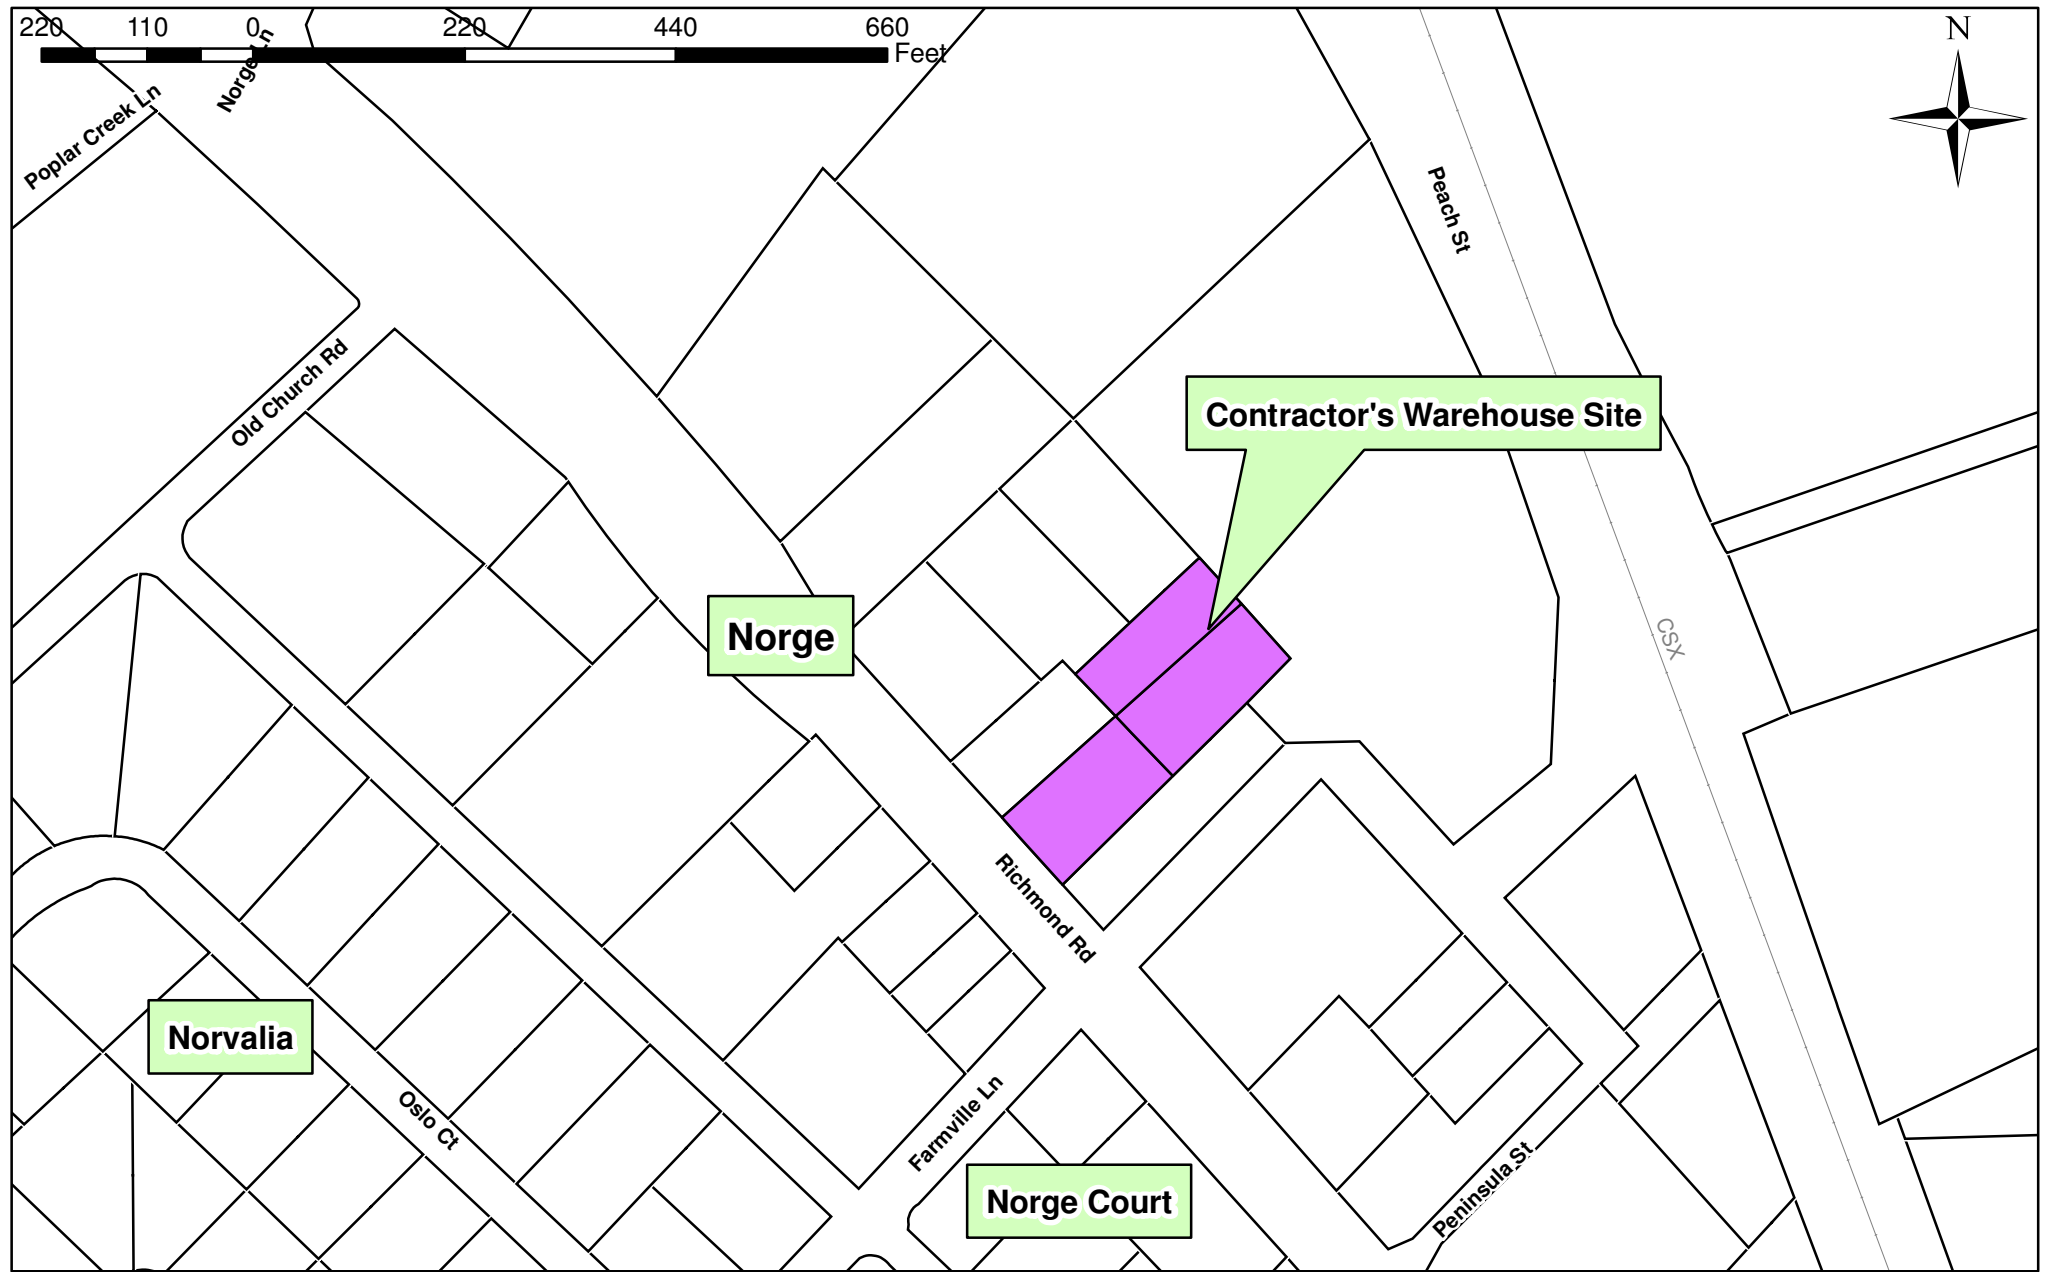 220 110 0 220 440 660
Feet
N
Norge Ln
Poplar Creek Ln
Peach St
Old Church Rd
Contractor's Warehouse Site
Norge
CSX
Richmond Rd
Norvalia
Oslo Ct
Farmville Ln
Norge Court
Peninsula St